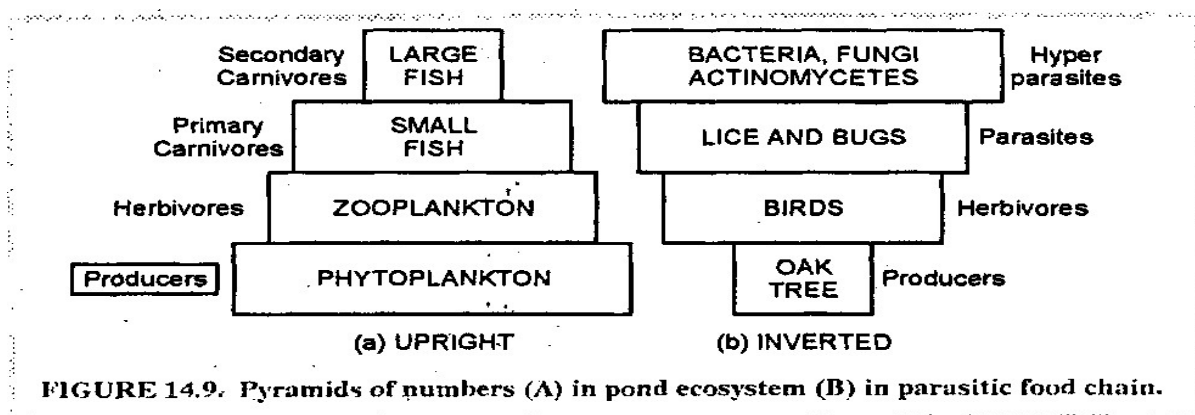 Secondary
Carnivores
LARGE
FISH
BACTERIA, FUNGI
ACTINOMYCETES
Hyper
parasites
Primary
Carnivores
SMALL
FISH
LICE AND BUGS
Parasites
Herbivores
ZOOPLANKTON
BIRDS
Herbivores
Producers
PHYTOPLANKTON
OAK
TREE
Producers
(a) UPRIGHT
(b) INVERTED
FIGURE 14.9. Pyramids of numbers (A) in pond ecosystem (B) in parasitic food chain.